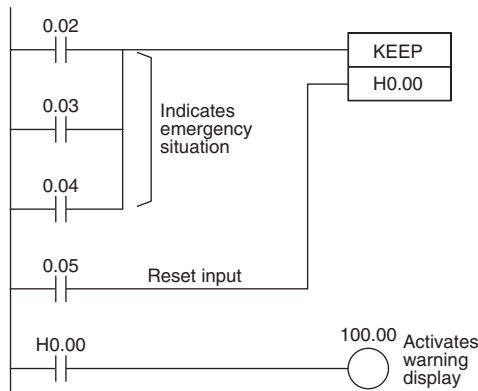 0.02
KEEP
H0.00
0.03
Indicates
emergency
situation
0.04
0.05
Reset input
H0.00
100.00
Activates
warning
display